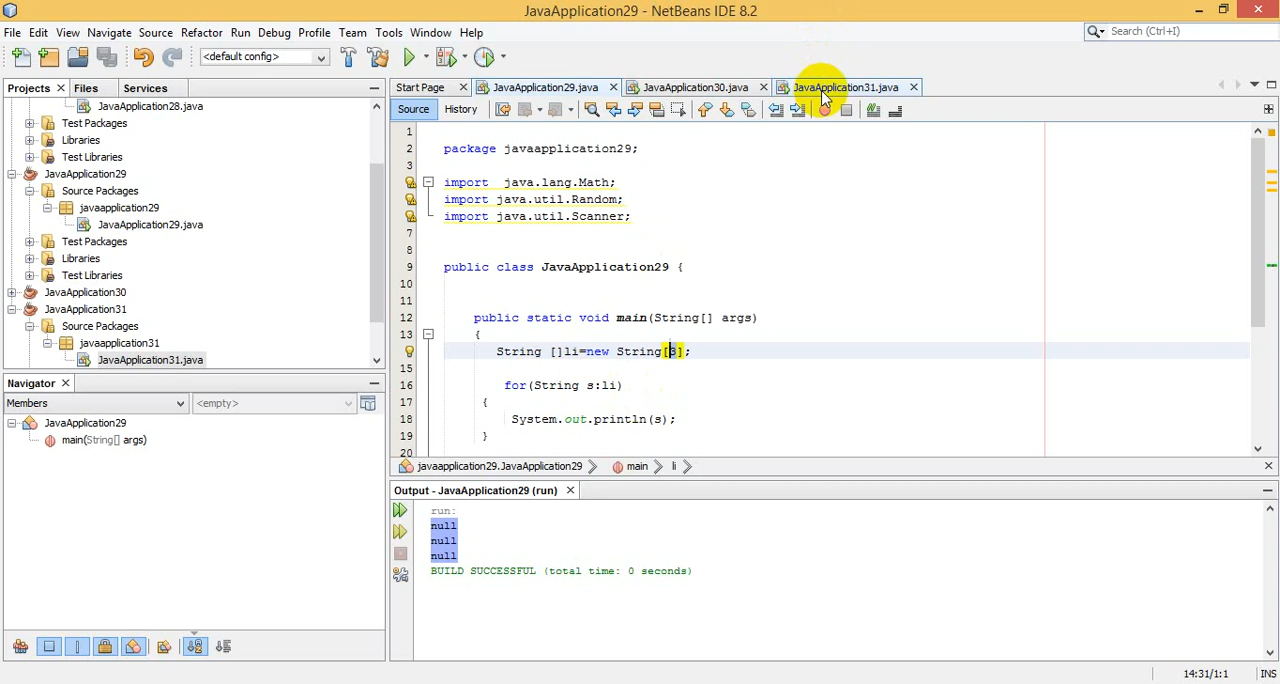 JavaApplication29 - NetBeans IDE 8.2
File Edit View Navigate Source Refactor Run Debug Profile Team Tools Window Help
Search (Ctrl+I)
<default config>
Projects Files Services
JavaApplication28.java
Test Packages
Libraries
Test Libraries
JavaApplication29
Source Packages
javaapplication29
JavaApplication29.java
Test Packages
Libraries
Test Libraries
JavaApplication30
JavaApplication31
Source Packages
javaapplication31
JavaApplication31.java
Navigator
Members <empty>
JavaApplication29
main(String[] args)
Start Page JavaApplication29.java JavaApplication30.java JavaApplication31.java
Source History
1
2 package javaapplication29;
3
import java.lang.Math;
import java.util.Random;
import java.util.Scanner;
7
8
9 public class JavaApplication29 {
10
11
12 public static void main(String[] args)
13 {
String []li=new String[3];
15
16 for(String s:li)
17 {
18 System.out.println(s);
19 }
20
javaapplication29.JavaApplication29 main li
Output - JavaApplication29 (run)
run:
null
null
null
BUILD SUCCESSFUL (total time: 0 seconds)
14:31/1:1 INS